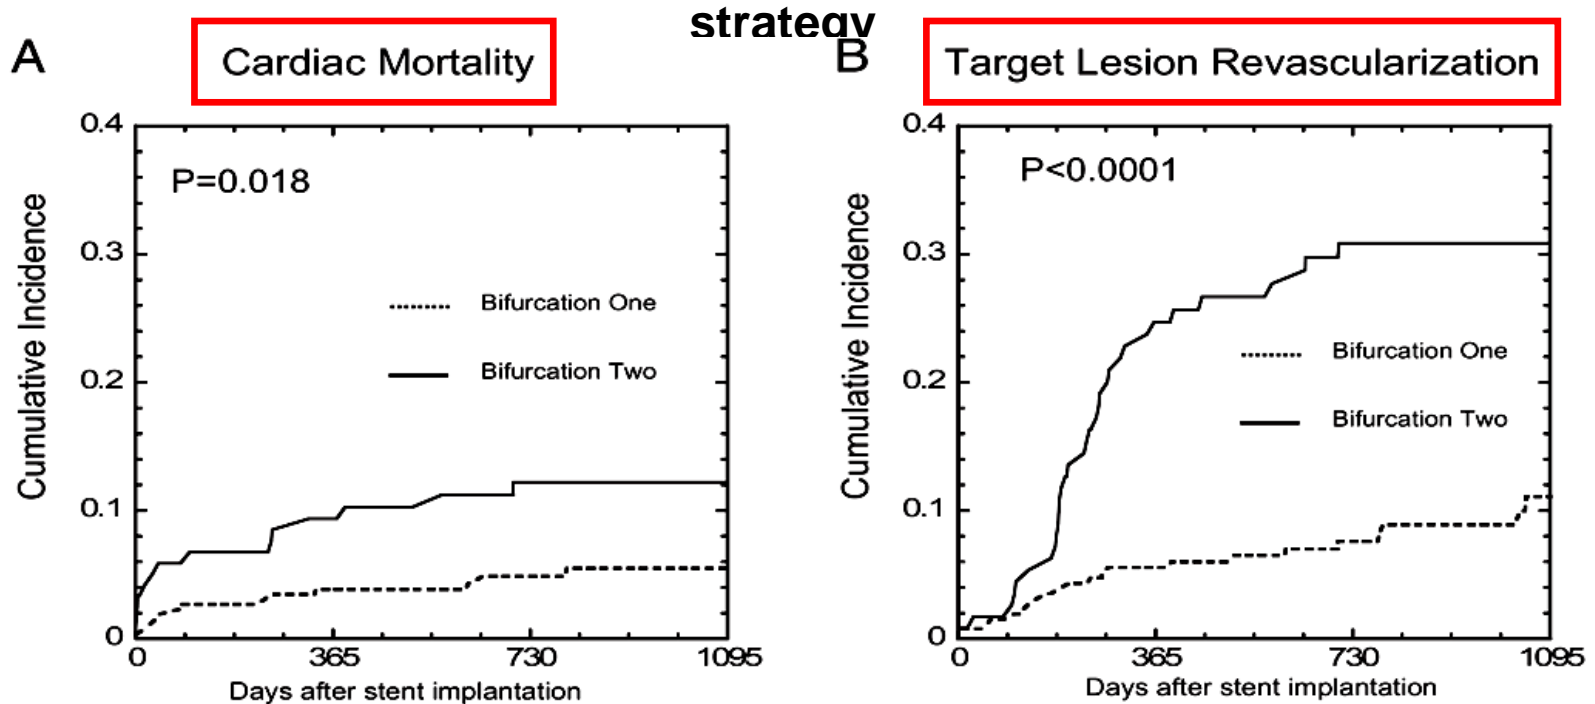 strategy
A
Cardiac Mortality
B
Target Lesion Revascularization
0.4
0.3
0.2
0.1
0
Cumulative Incidence
P=0.018
Bifurcation One
Bifurcation Two
0 365 730 1095
Days after stent implantation
0.4
0.3
0.2
0.1
0
Cumulative Incidence
P<0.0001
Bifurcation One
Bifurcation Two
0 365 730 1095
Days after stent implantation